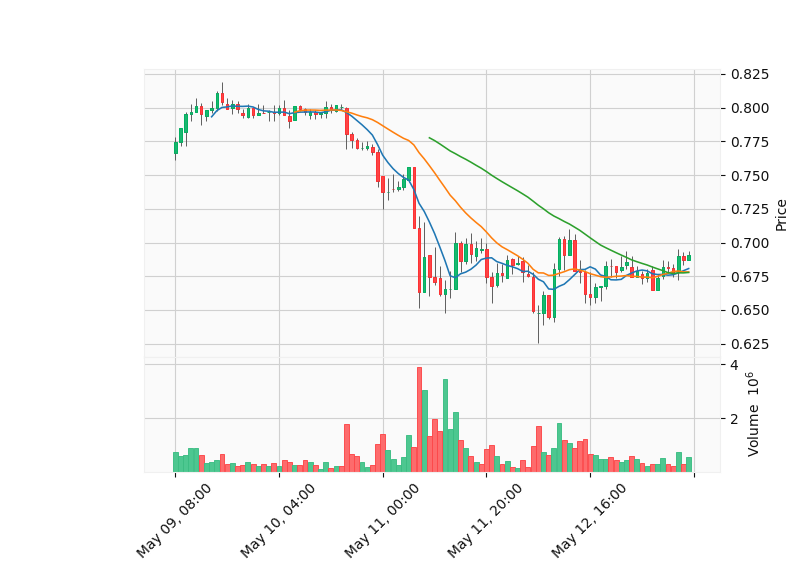 0.825
0.800
0.775
0.750
0.725
0.700
0.675
0.650
0.625
Price
4
2
Volume 10^6
May 09, 08:00
May 10, 04:00
May 11, 00:00
May 11, 20:00
May 12, 16:00